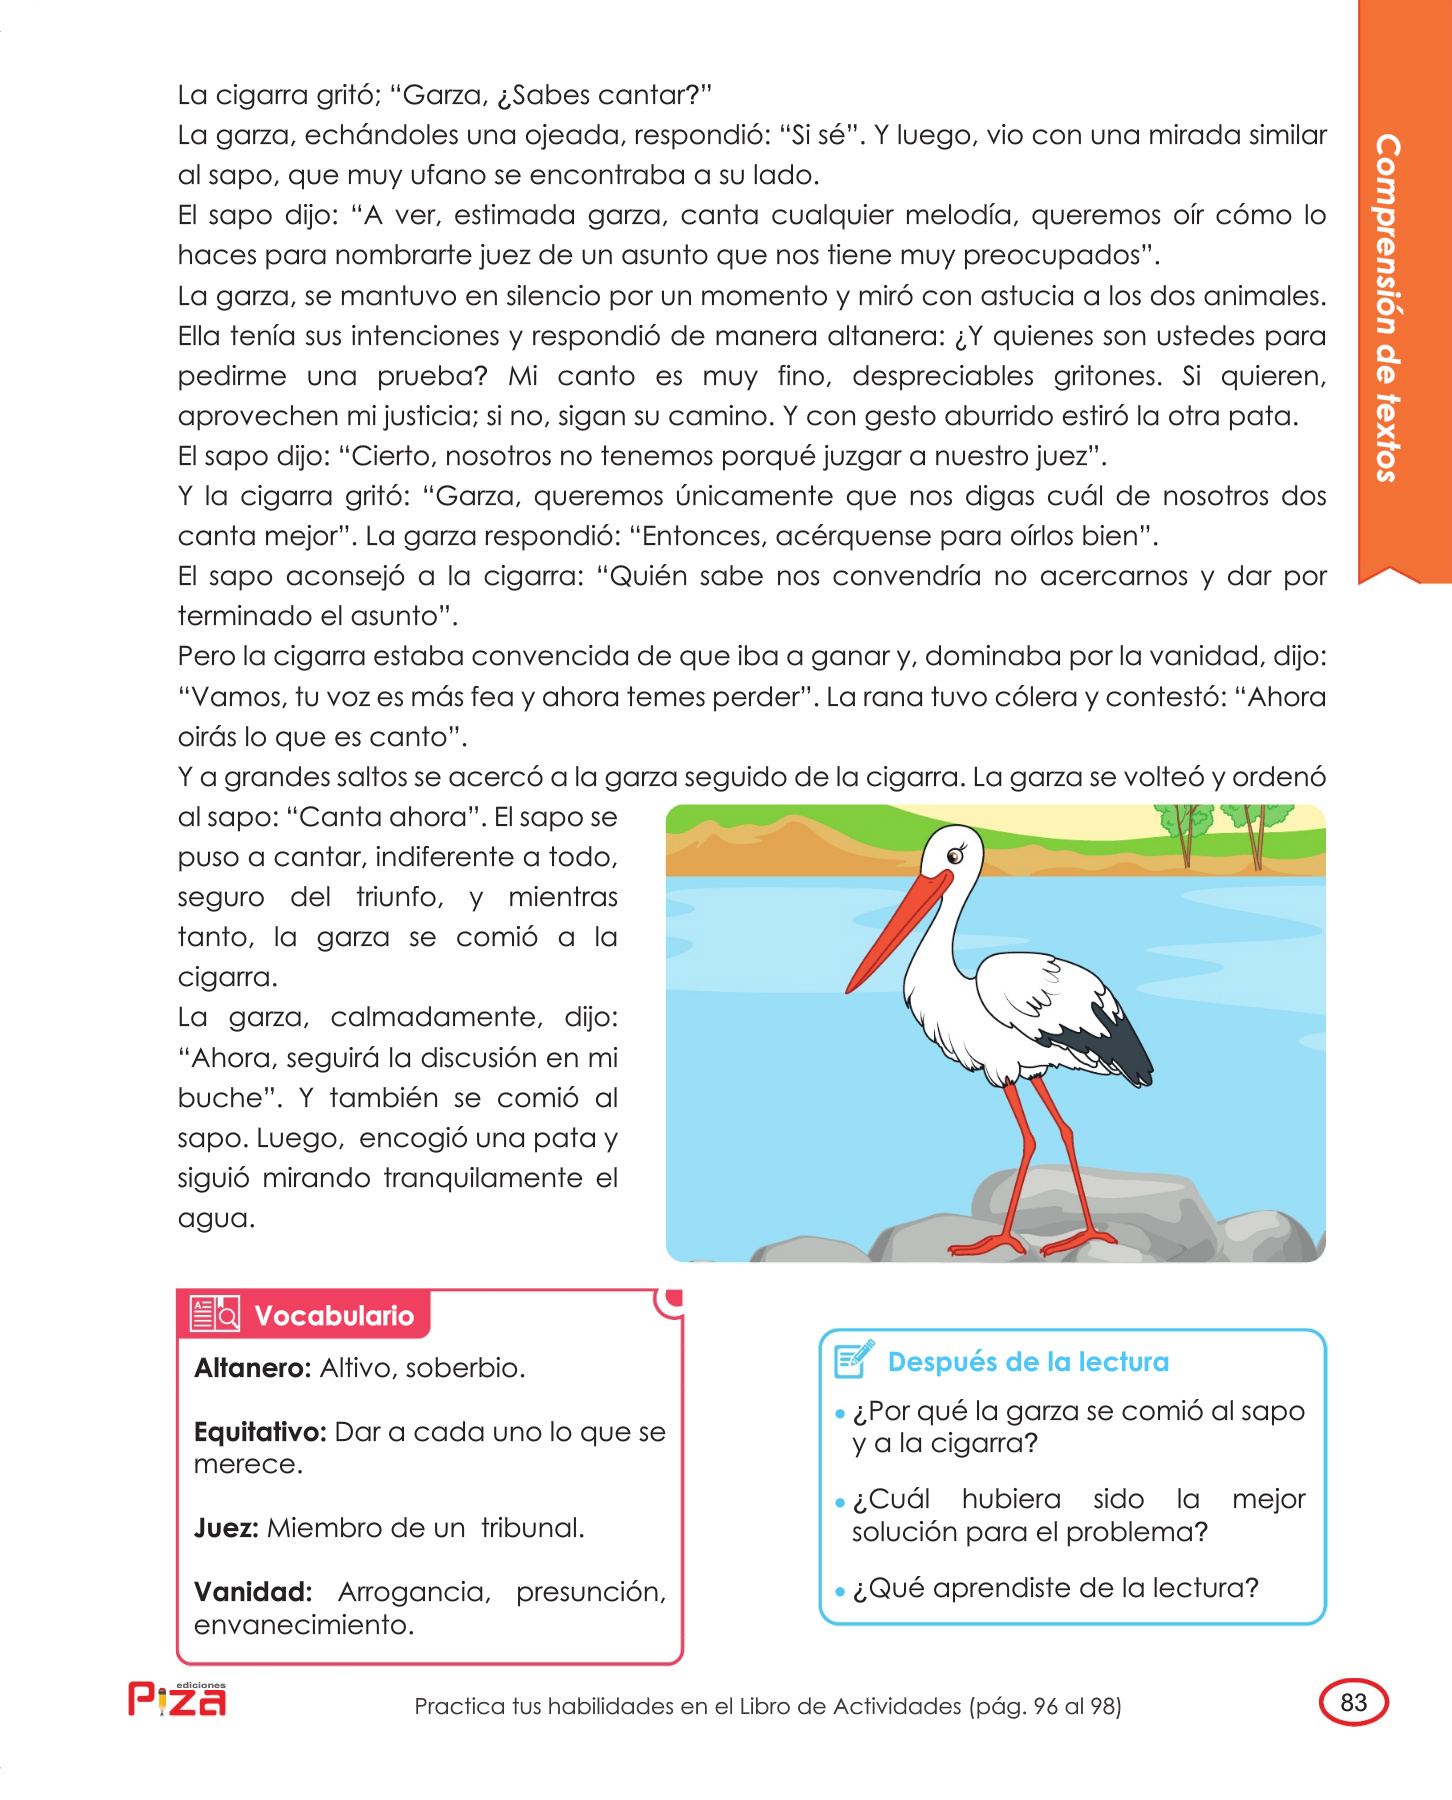 La cigarra gritó; “Garza, ¿Sabes cantar?”
La garza, echándoles una ojeada, respondió: “Si sé”. Y luego, vio con una mirada similar
al sapo, que muy ufano se encontraba a su lado.
El sapo dijo: “A ver, estimada garza, canta cualquier melodía, queremos oír cómo lo
haces para nombrarte juez de un asunto que nos tiene muy preocupados”.
La garza, se mantuvo en silencio por un momento y miró con astucia a los dos animales.
Ella tenía sus intenciones y respondió de manera altanera: ¿Y quienes son ustedes para
pedirme una prueba? Mi canto es muy fino, despreciables gritones. Si quieren,
aprovechen mi justicia; si no, sigan su camino. Y con gesto aburrido estiró la otra pata.
El sapo dijo: “Cierto, nosotros no tenemos porqué juzgar a nuestro juez”.
Y la cigarra gritó: “Garza, queremos únicamente que nos digas cuál de nosotros dos
canta mejor”. La garza respondió: “Entonces, acérquense para oírlos bien”.
El sapo aconsejó a la cigarra: “Quién sabe nos convendría no acercarnos y dar por
terminado el asunto”.
Pero la cigarra estaba convencida de que iba a ganar y, dominaba por la vanidad, dijo:
“Vamos, tu voz es más fea y ahora temes perder”. La rana tuvo cólera y contestó: “Ahora
oirás lo que es canto”.
Y a grandes saltos se acercó a la garza seguido de la cigarra. La garza se volteó y ordenó
al sapo: “Canta ahora”. El sapo se
puso a cantar, indiferente a todo,
seguro del triunfo, y mientras
tanto, la garza se comió a la
cigarra.
La garza, calmadamente, dijo:
“Ahora, seguirá la discusión en mi
buche”. Y también se comió al
sapo. Luego, encogió una pata y
siguió mirando tranquilamente el
agua.
Comprensión de textos
Vocabulario
Altanero: Altivo, soberbio.
Equitativo: Dar a cada uno lo que se
merece.
Juez: Miembro de un tribunal.
Vanidad: Arrogancia, presunción,
envanecimiento.
Después de la lectura
• ¿Por qué la garza se comió al sapo
y a la cigarra?
• ¿Cuál hubiera sido la mejor
solución para el problema?
• ¿Qué aprendiste de la lectura?
ediciones
Piza
Practica tus habilidades en el Libro de Actividades (pág. 96 al 98)
83